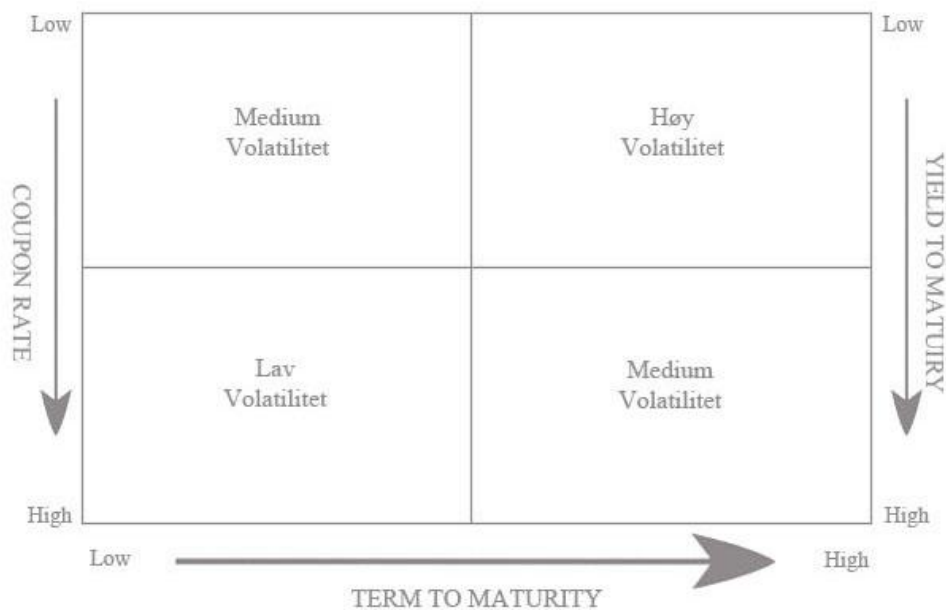 Low
Low
Medium
Volatilitet
Høy
Volatilitet
COUPON RATE
YIELD TO MATUIRY
Lav
Volatilitet
Medium
Volatilitet
High
High
Low
High
TERM TO MATURITY